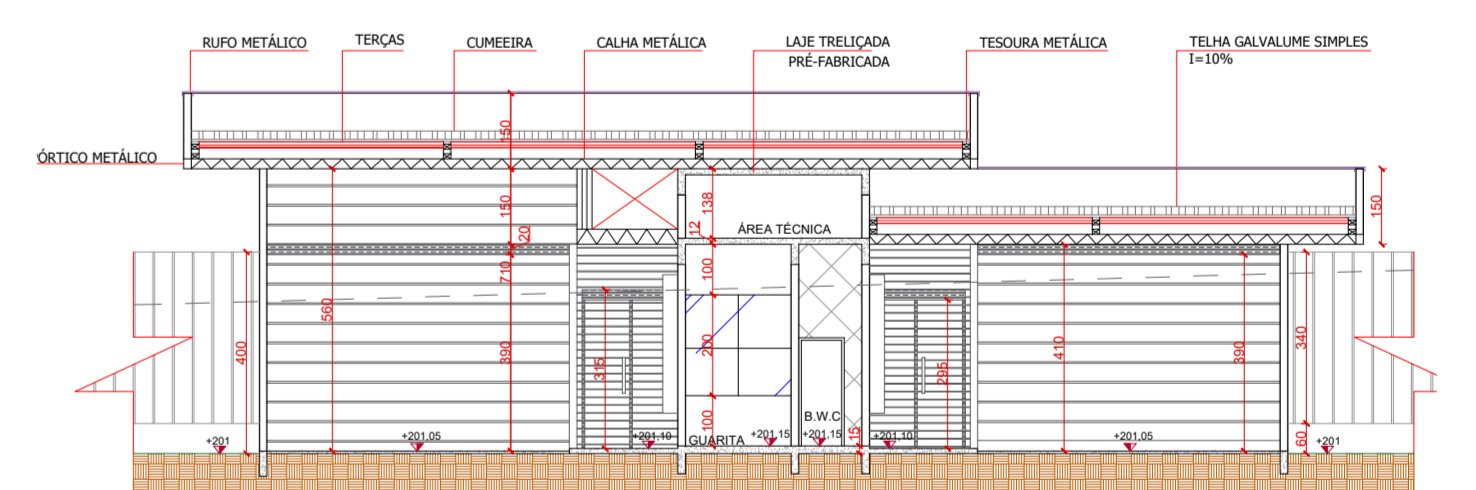 RUFO METÁLICO
TERÇAS
CUMEEIRA
CALHA METÁLICA
LAJE TRELIÇADA
PRÉ-FABRICADA
TESOURA METÁLICA
TELHA GALVALUME SIMPLES
I=10%
ÓRTICO METÁLICO
150
150
138
150
12
ÁREA TÉCNICA
20
710
100
560
400
390
315
200
295
410
390
340
100
B.W.C
15
60
+201
+201,05
+201,10
GUARITA
+201,15
+201,15
+201,10
+201,05
+201